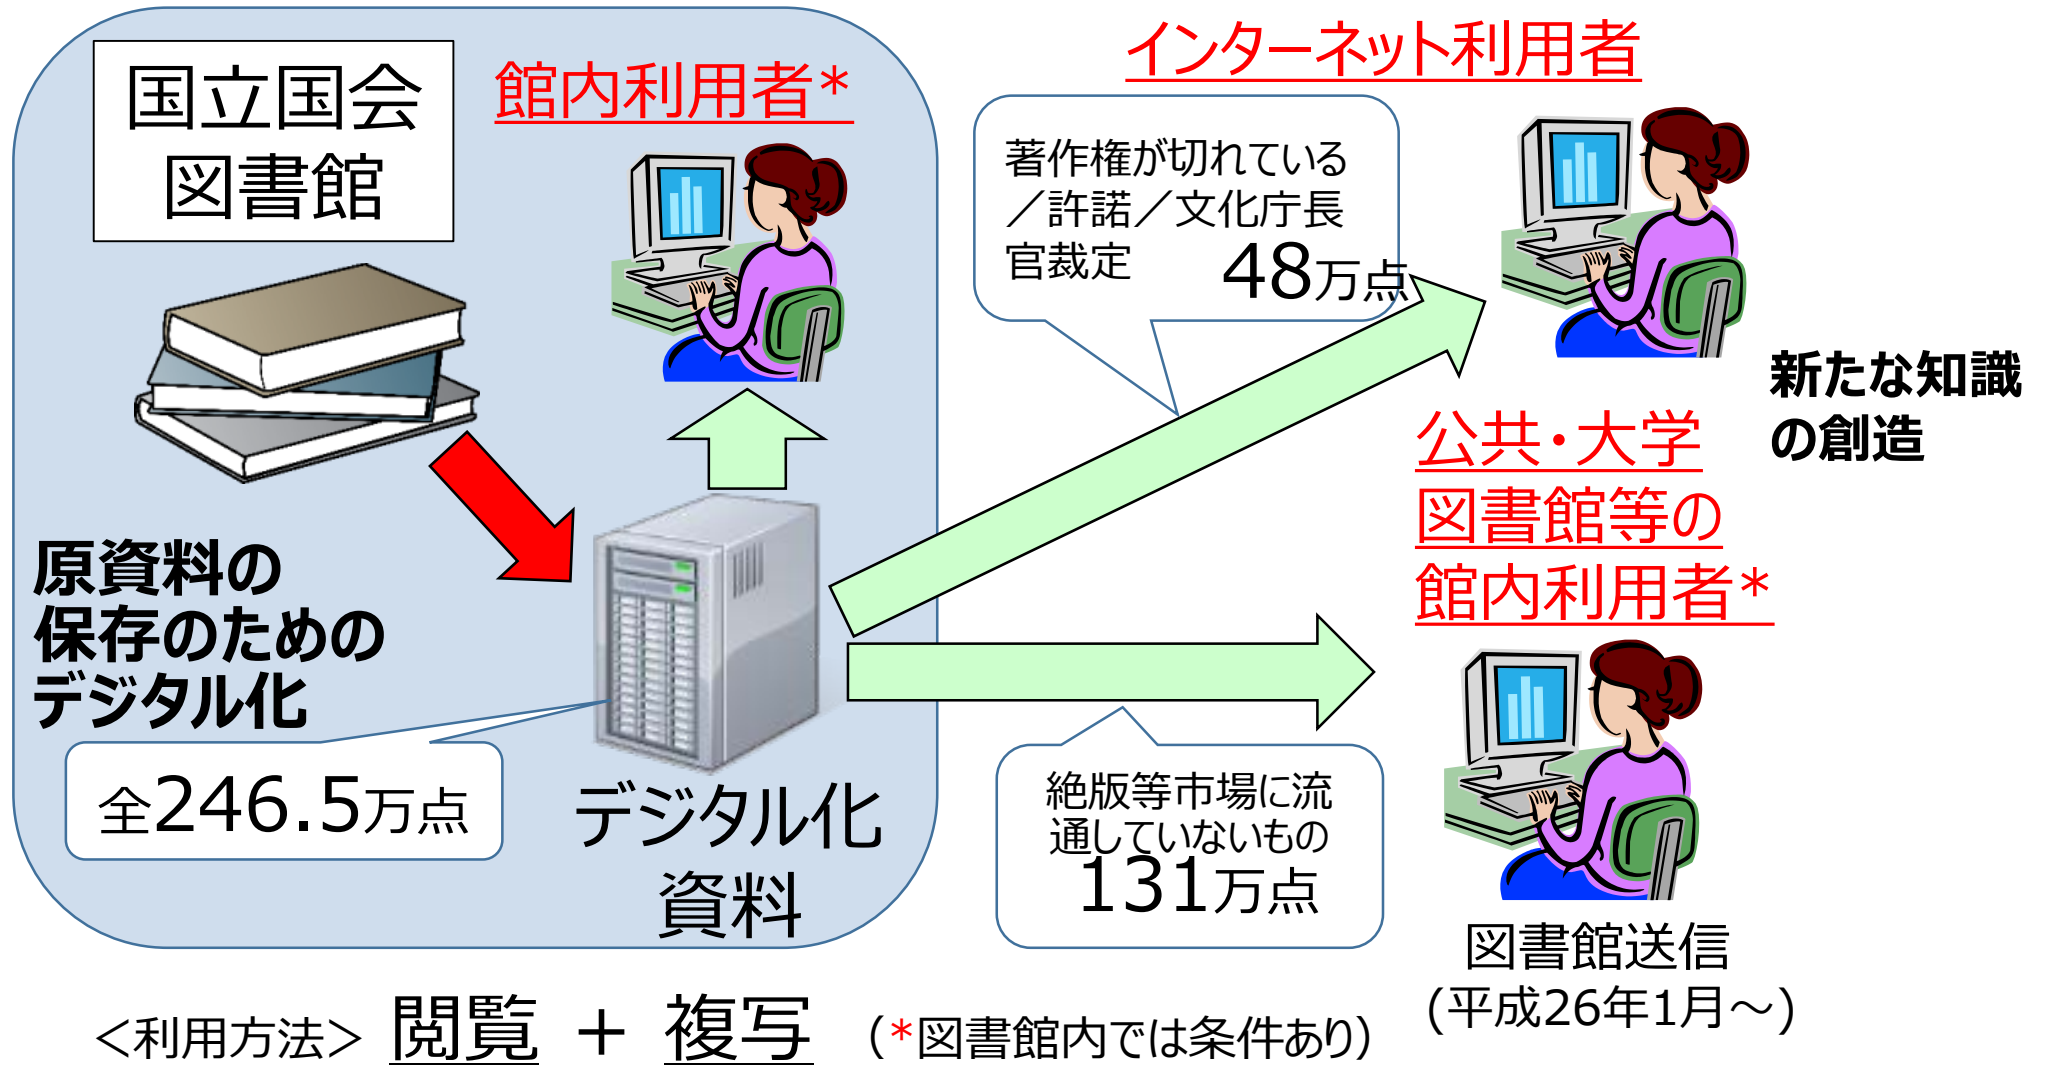 国立国会
図書館
館内利用者*
原資料の
保存のための
デジタル化
全246.5万点
デジタル化
資料
インターネット利用者
著作権が切れている
／許諾／文化庁長
官裁定 48万点
新たな知識
の創造
公共・大学
図書館等の
館内利用者*
絶版等市場に流
通していないもの
131万点
図書館送信
(平成26年1月～)
＜利用方法＞ 閲覧 ＋ 複写 （*図書館内では条件あり）